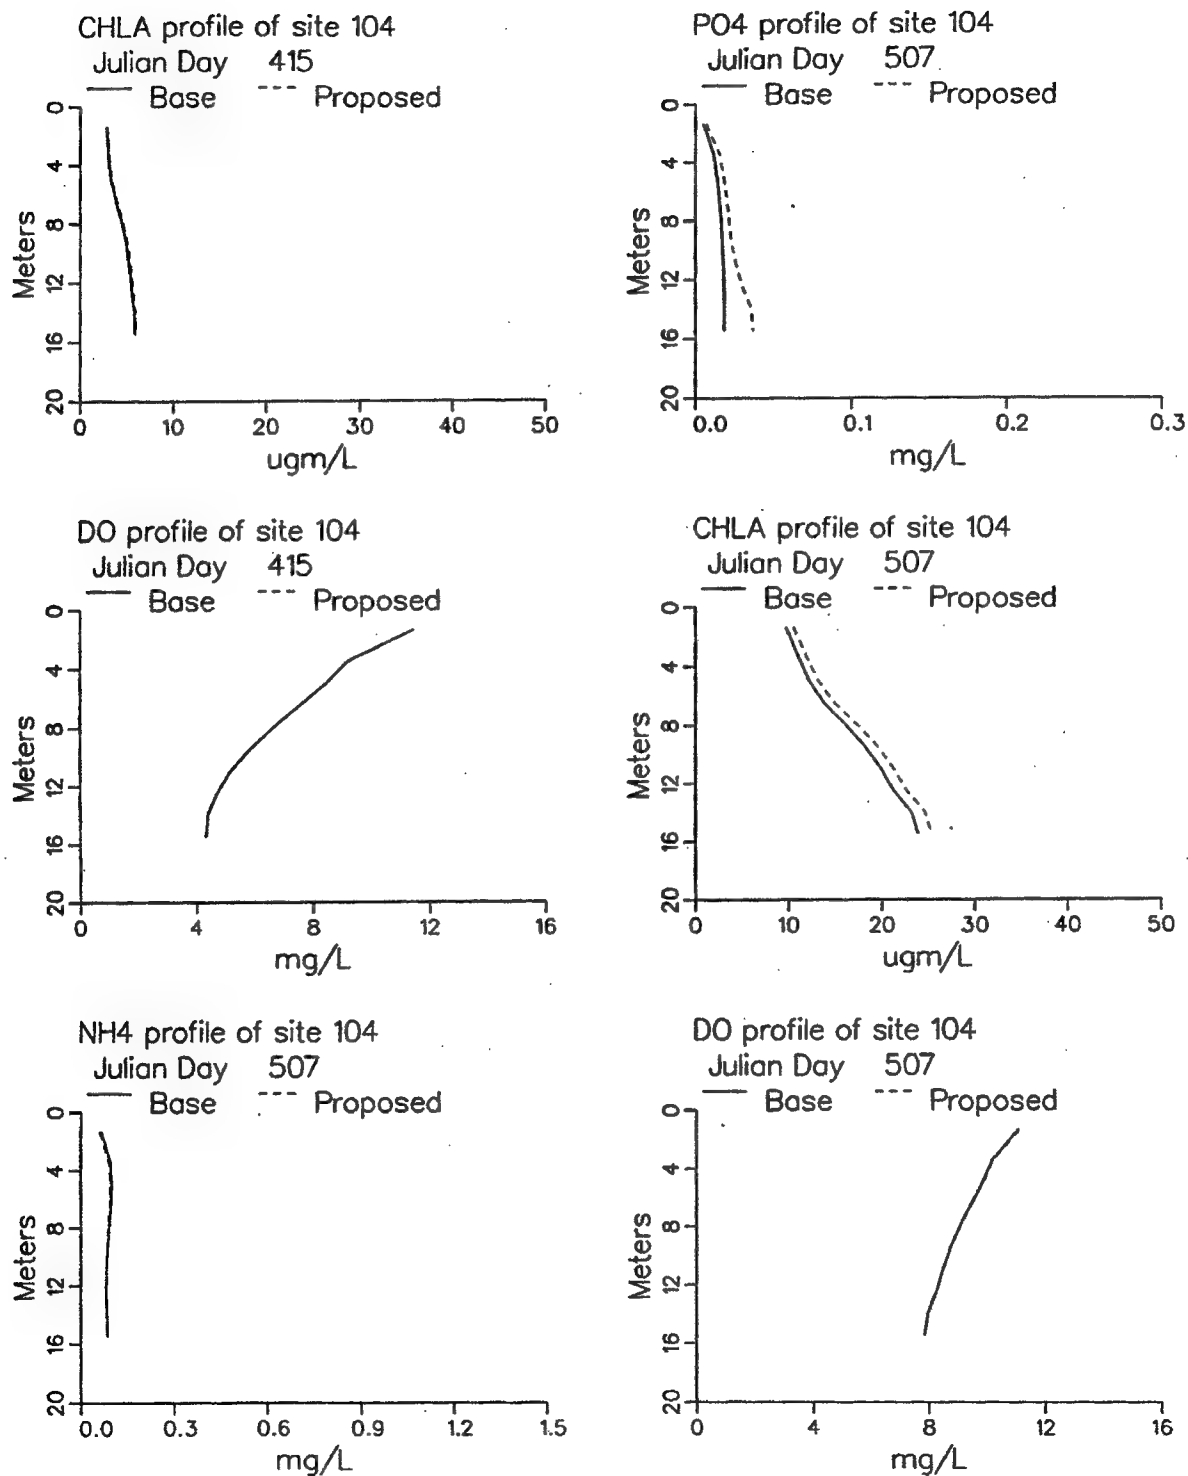 CHLA profile of site 104
Julian Day 415
Base Proposed
0
4
8
12
16
20
Meters
0 10 20 30 40 50
ugm/L
PO4 profile of site 104
Julian Day 507
Base Proposed
0
4
8
12
16
20
Meters
0.0 0.1 0.2 0.3
mg/L
DO profile of site 104
Julian Day 415
Base Proposed
0
4
8
12
16
20
Meters
0 4 8 12 16
mg/L
CHLA profile of site 104
Julian Day 507
Base Proposed
0
4
8
12
16
20
Meters
0 10 20 30 40 50
ugm/L
NH4 profile of site 104
Julian Day 507
Base Proposed
0
4
8
12
16
20
Meters
0.0 0.3 0.6 0.9 1.2 1.5
mg/L
DO profile of site 104
Julian Day 507
Base Proposed
0
4
8
12
16
20
Meters
0 4 8 12 16
mg/L